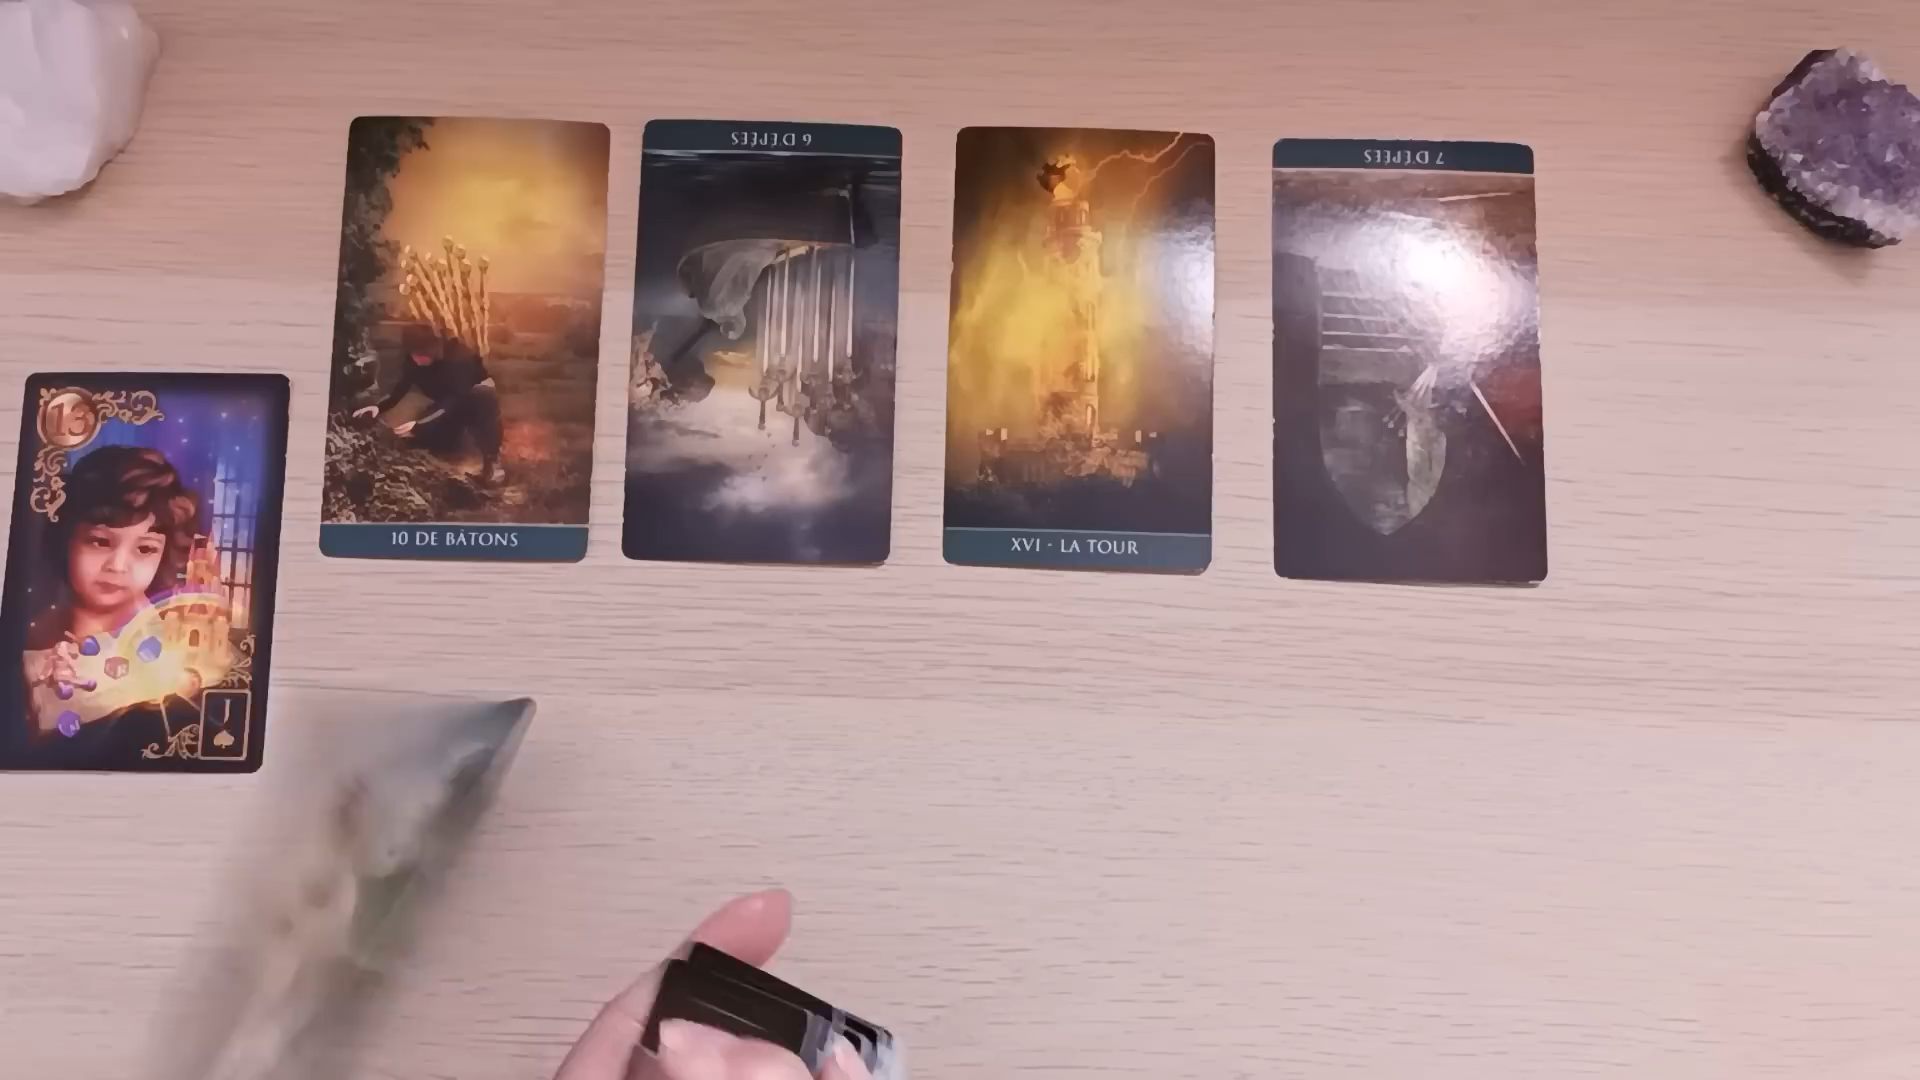 6 D'ÉPÉES
7 D'ÉPÉES
13
10 DE BÂTONS
XVI - LA TOUR
J